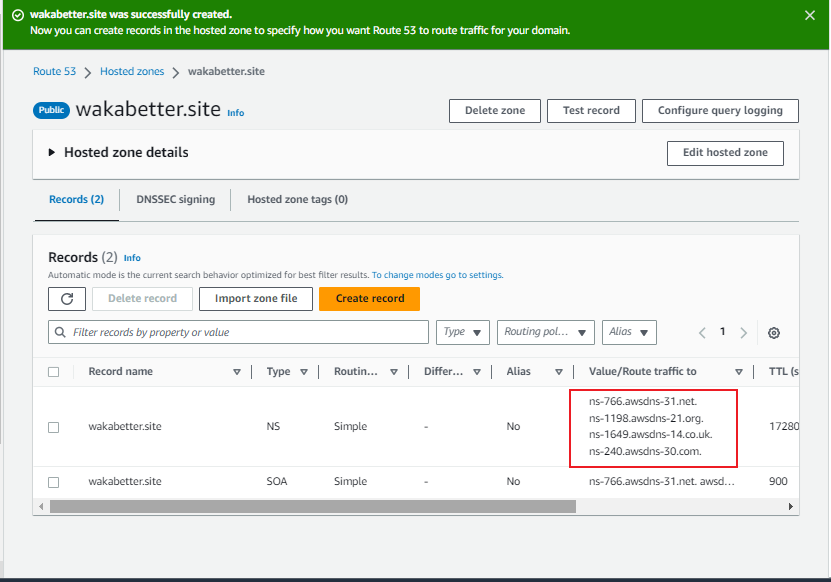 wakabetter.site was successfully created.
Now you can create records in the hosted zone to specify how you want Route 53 to route traffic for your domain.
Route 53 > Hosted zones > wakabetter.site
Public wakabetter.site Info
Delete zone Test record Configure query logging
Hosted zone details
Edit hosted zone
Records (2) DNSSEC signing Hosted zone tags (0)
Records (2) Info
Automatic mode is the current search behavior optimized for best filter results. To change modes go to settings.
Delete record Import zone file Create record
Filter records by property or value Type Routing pol... Alias 1
Record name Type Routin... Differ... Alias Value/Route traffic to TTL (s
wakabetter.site NS Simple - No
ns-766.awsdns-31.net.
ns-1198.awsdns-21.org.
ns-1649.awsdns-14.co.uk.
ns-240.awsdns-30.com.
17280
wakabetter.site SOA Simple - No ns-766.awsdns-31.net. awsd... 900